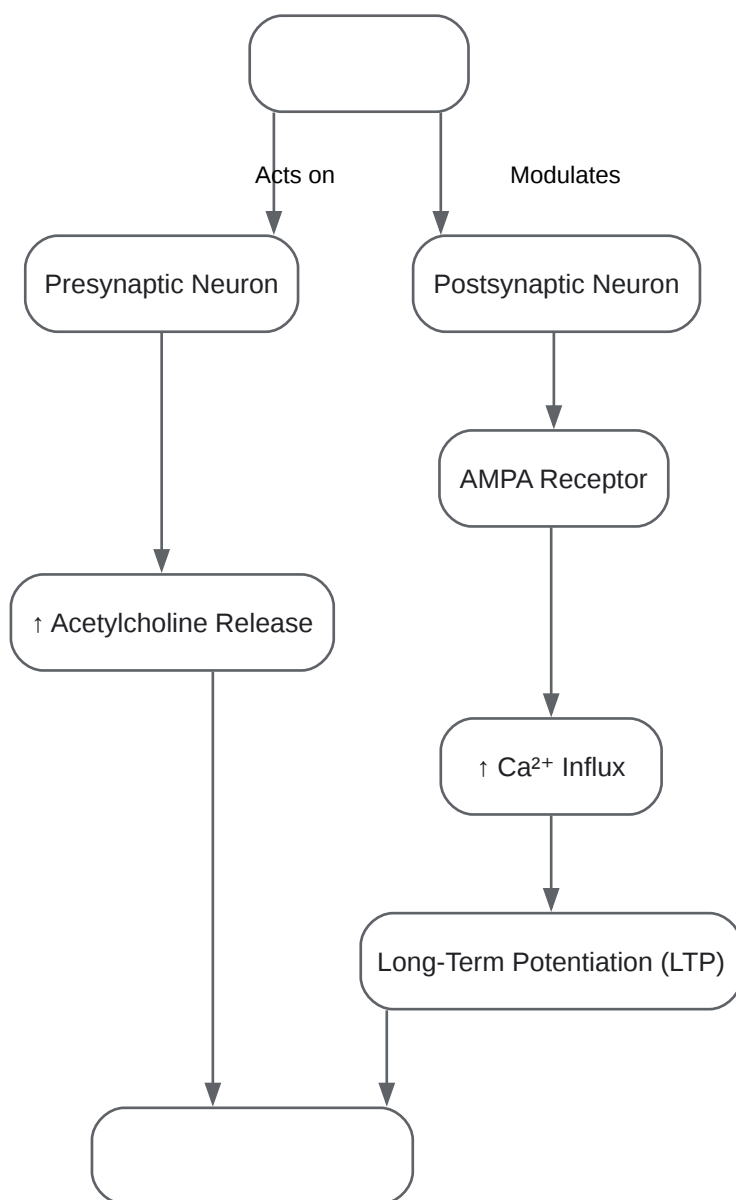 Acts on
Modulates
Presynaptic Neuron
Postsynaptic Neuron
AMPA Receptor
↑ Acetylcholine Release
↑ Ca²⁺ Influx
Long-Term Potentiation (LTP)